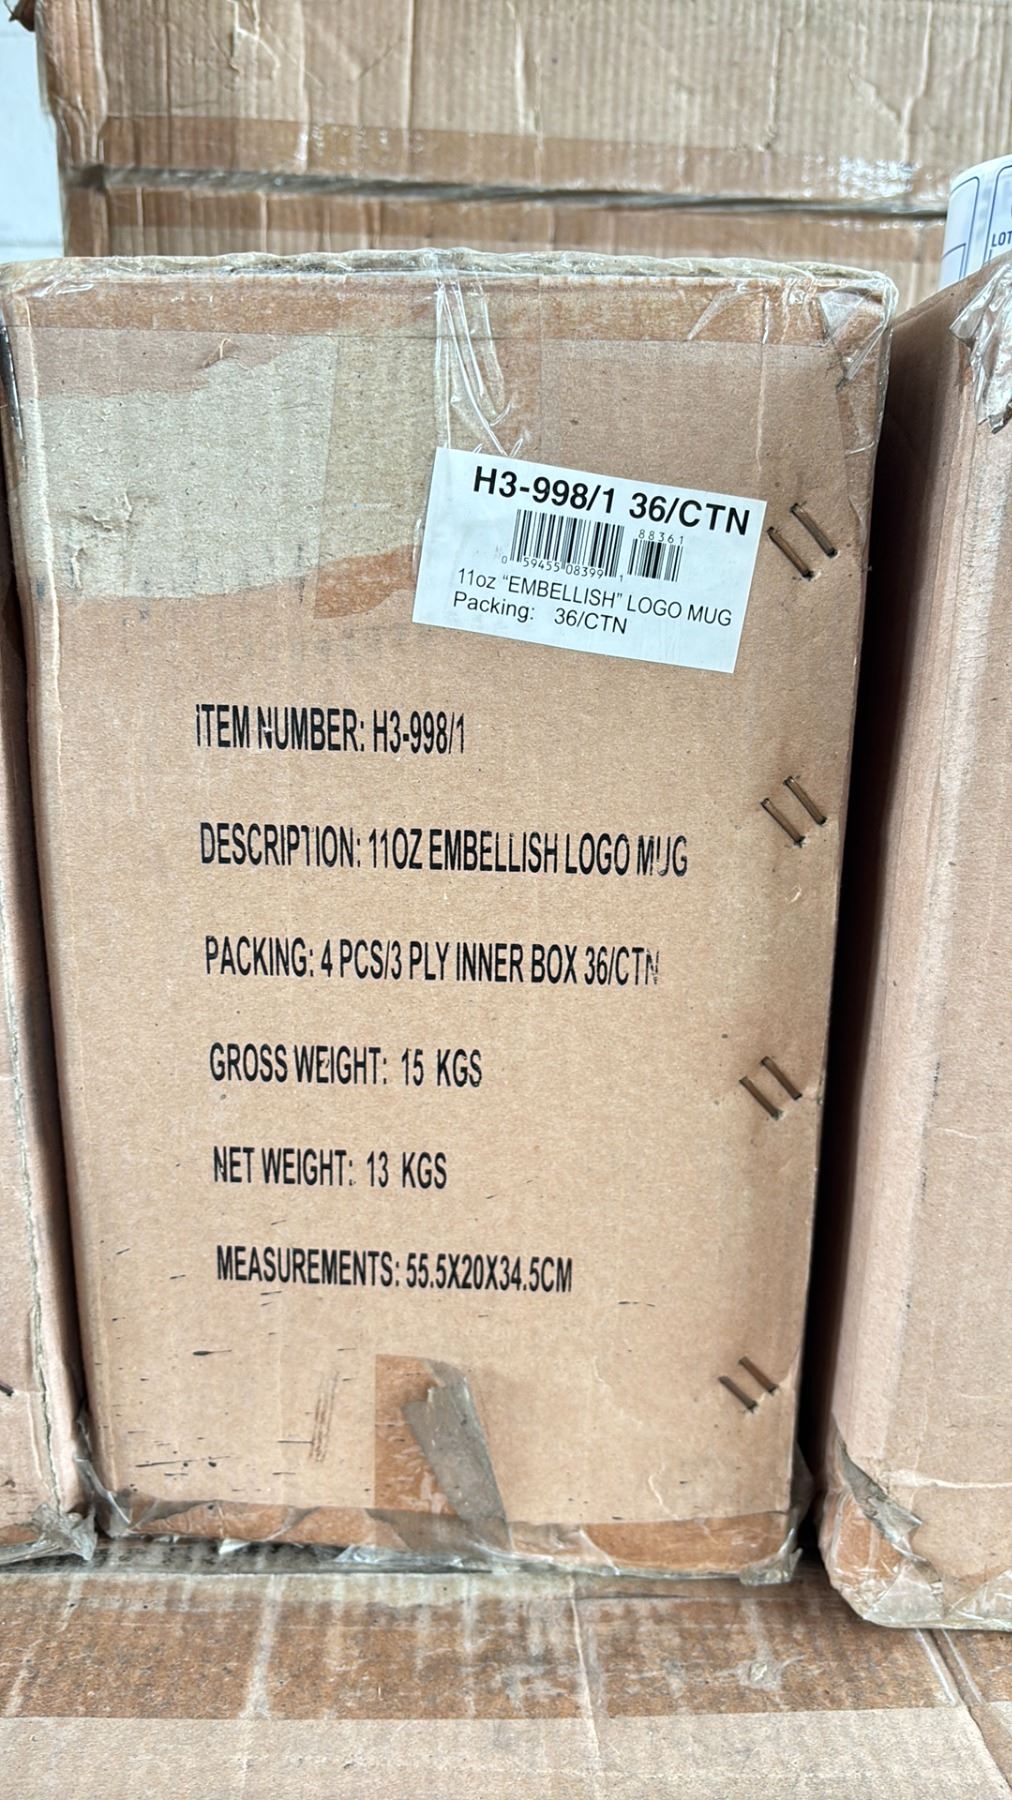 LOT
H3-998/1 36/CTN
88361
0 59455 08399 1
11oz "EMBELLISH" LOGO MUG
Packing: 36/CTN
ITEM NUMBER: H3-998/1
DESCRIPTION: 11OZ EMBELLISH LOGO MUG
PACKING: 4 PCS/3 PLY INNER BOX 36/CTN
GROSS WEIGHT: 15 KGS
NET WEIGHT: 13 KGS
MEASUREMENTS: 55.5X20X34.5CM